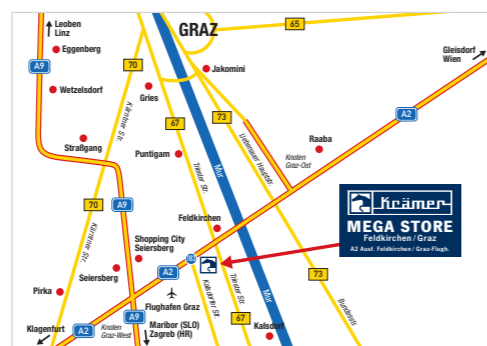 Leoben
Linz
GRAZ
65
Eggenberg
Gleisdorf
Wien
A9
70
Jakomini
Wetzelsdorf
Gries
Kärntner Str.
67
73
A2
Straßgang
Puntigam
Triester Str.
Liebenauer Hauptstr.
Mur
Knoten
Graz-Ost
Raaba
70
A9
Kärntner Str.
Feldkirchen
Krämer
MEGA STORE
Feldkirchen/Graz
A2 Ausf. Feldkirchen / Graz-Flugh.
Shopping City
Seiersberg
Seiersberg
A2
Pirka
Flughafen Graz
Kalsdorfer Str.
Triester Str.
Mur
73
Bundesstr.
Klagenfurt
A2
Knoten
Graz-West
A9
Maribor (SLO)
Zagreb (HR)
67
Kalsdorf